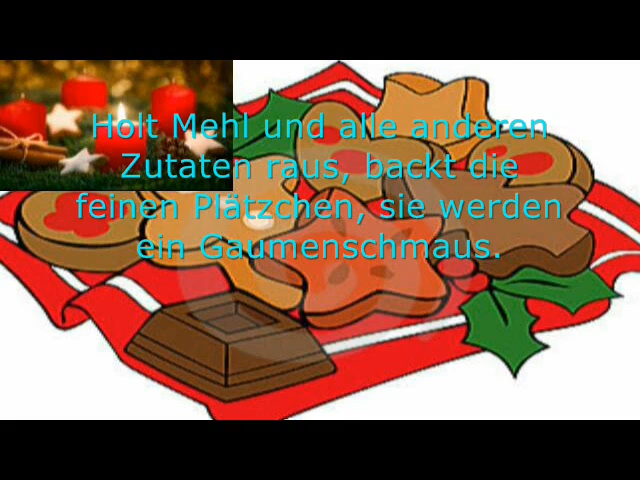 Holt Mehl und alle anderen
Zutaten raus, backt die
feinen Plätzchen, sie werden
ein Gaumenschmaus.